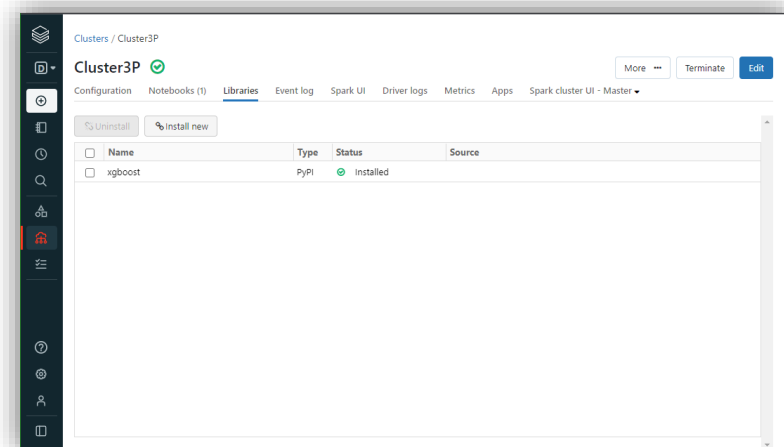 Clusters / Cluster3P
D
Cluster3P
More ···
Terminate
Edit
Configuration Notebooks (1) Libraries Event log Spark UI Driver logs Metrics Apps Spark cluster UI - Master
Uninstall
Install new
Name Type Status Source
xgboost PyPI Installed